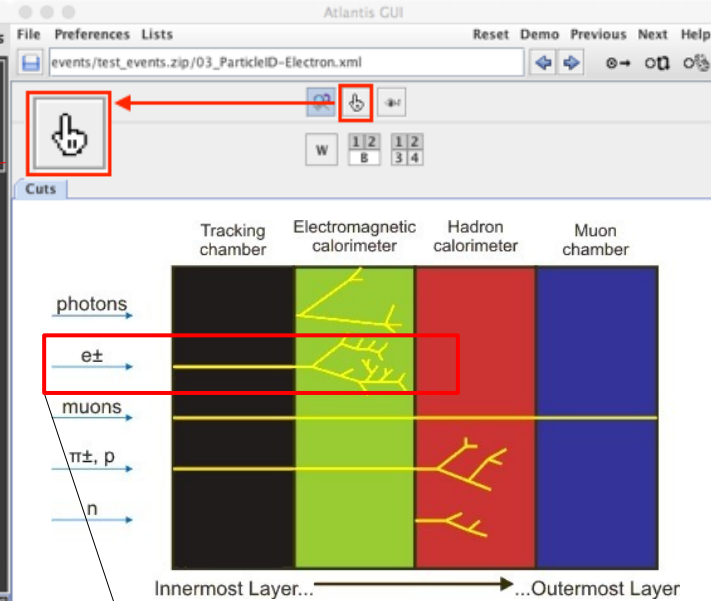 Atlantis GUI
File Preferences Lists Reset Demo Previous Next Help
events/test_events.zip/03_ParticleID-Electron.xml
W 1 2 1 2
B 3 4
Cuts
Tracking chamber
Electromagnetic calorimeter
Hadron calorimeter
Muon chamber
photons
e±
muons
π±, p
n
Innermost Layer... ...Outermost Layer